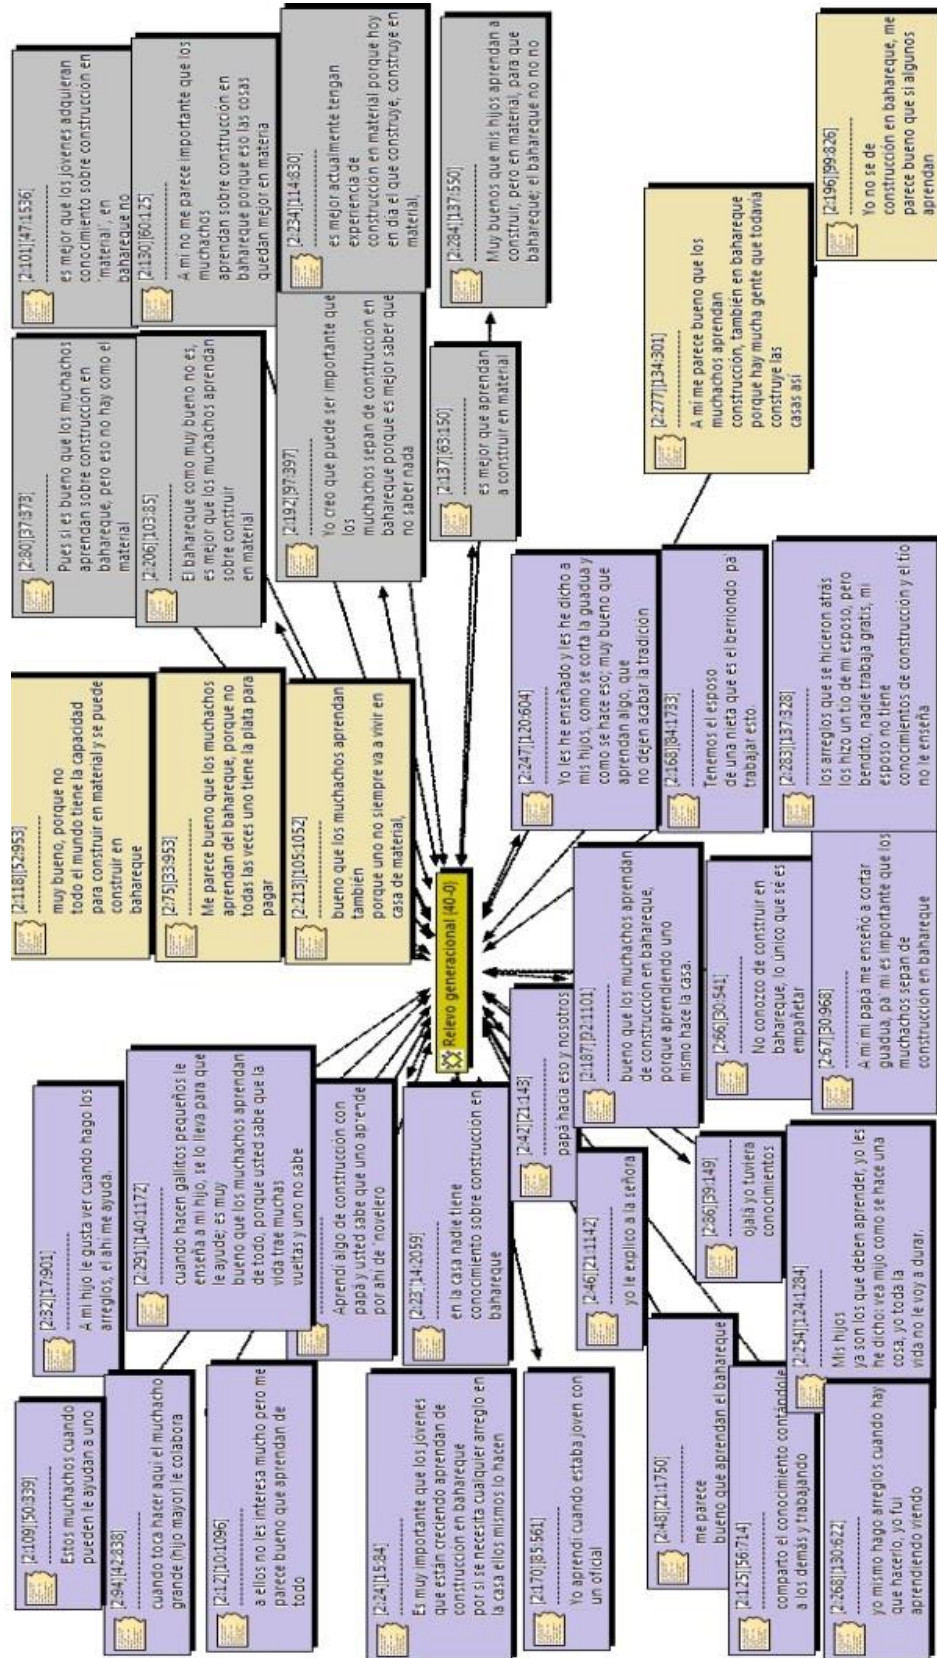 [2:109][50:339]
Estos muchachos cuando
pueden le ayudan a uno
[2:32][17:901]
A mi hijo le gusta ver cuando hago los
arreglos, el ahí me ayuda.
[2:118][52:953]
muy bueno, porque no
todo el mundo tiene la capacidad
para construir en material y se puede
construir en
bahareque
[2:80][37:373]
Pues si es bueno que los muchachos
aprendan sobre construcción en
bahareque, pero eso no hay como el
material
[2:101][47:1536]
es mejor que los jóvenes adquieran
conocimiento sobre construcción en
'material', en
bahareque no
[2:94][42:838]
cuando toca hacer aquí el muchacho
grande (hijo mayor) le colabora
[2:291][140:1172]
cuando hacen gallitos pequeños le
enseña a mi hijo, se lo lleva para que
le ayude; es muy
bueno que los muchachos aprendan
de todo, porque usted sabe que la
vida trae muchas
vueltas y uno no sabe
[2:75][33:953]
Me parece bueno que los muchachos
aprendan del bahareque, porque no
todas las veces uno tiene la plata para
pagar
[2:206][103:85]
El bahareque como muy bueno no es,
es mejor que los muchachos aprendan
sobre construir
en material
[2:130][60:125]
A mi no me parece importante que los
muchachos
aprendan sobre construcción en
bahareque porque eso las cosas
quedan mejor en materia
[2:12][10:1096]
a ellos no les interesa mucho pero me
parece bueno que aprendan de
todo
Aprendí algo de construcción con
papá y usted sabe que uno aprende
por ahí de 'novelero
[2:213][105:1052]
bueno que los muchachos aprendan
también
porque uno no siempre va a vivir en
casa de material,
[2:192][97:397]
Yo creo que puede ser importante que
los
muchachos sepan de construcción en
bahareque porque es mejor saber que
no saber nada
[2:234][114:830]
es mejor actualmente tengan
experiencia de
construcción en material porque hoy
en día el que construye, construye en
material,
[2:24][15:84]
Es muy importante que los jóvenes
que están creciendo aprendan de
construcción en bahareque
por si se necesita cualquier arreglo en
la casa ellos mismos lo hacen
[2:23][14:2059]
en la casa nadie tiene
conocimiento sobre construcción en
bahareque
Relevo generacional {40-0}
[2:137][63:150]
es mejor que aprendan
a construir en material
[2:284][137:550]
Muy buenos que mis hijos aprendan a
construir, pero en material, para que
bahareque; el bahareque no no no
[2:170][85:561]
Yo aprendí cuando estaba joven con
un oficial
[2:42][21:143]
papá hacia eso y nosotros
[2:46][21:1142]
yo le explico a la señora
[2:187][92:1101]
bueno que los muchachos aprendan
de construcción en bahareque,
porque aprendiendo uno
mismo hace la casa.
[2:247][120:604]
Yo les he enseñado y les he dicho a
mis hijos, como se corta la guadua y
como se hace eso; muy bueno que
aprendan algo, que
no dejen acabar la tradición
[2:277][134:301]
A mí me parece bueno que los
muchachos aprendan
construcción, también en bahareque
porque hay mucha gente que todavía
construye las
casas así
[2:48][21:1750]
me parece
bueno que aprendan el bahareque
[2:86][39:149]
ojalá yo tuviera
conocimientos
[2:66][30:541]
No conozco de construir en
bahareque, lo único que sé es
empañetar
[2:168][84:1733]
Tenemos el esposo
de una nieta que es el berriondo pa'
trabajar esto.
[2:125][56:714]
comparto el conocimiento contándole
a los demás y trabajando
[2:254][124:1284]
Mis hijos
ya son los que deben aprender, yo les
he dicho: vea mijo como se hace una
cosa, yo toda la
vida no le voy a durar,
[2:67][30:968]
A mi mi papá me enseñó a cortar
guadua, pa' mi es importante que los
muchachos sepan de
construcción en bahareque
[2:283][137:328]
los arreglos que se hicieron atrás
los hizo un tío de mi esposo, pero
bendito, nadie trabaja gratis, mi
esposo no tiene
conocimientos de construcción y el tío
no le enseña
[2:196][99:826]
Yo no se de
construcción en bahareque, me
parece bueno que si algunos
aprendan
[2:268][130:622]
yo mismo hago arreglos cuando hay
que hacerlo, yo fui
aprendiendo viendo